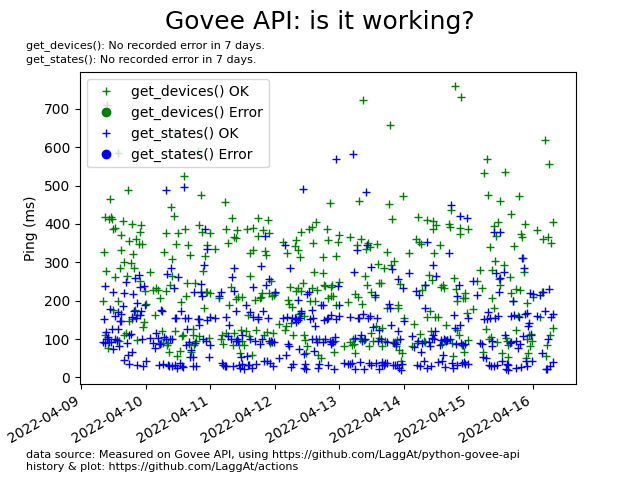 Govee API: is it working?
get_devices(): No recorded error in 7 days.
get_states(): No recorded error in 7 days.
get_devices() OK
get_devices() Error
get_states() OK
get_states() Error
Ping (ms)
700
600
500
400
300
200
100
0
2022-04-09
2022-04-10
2022-04-11
2022-04-12
2022-04-13
2022-04-14
2022-04-15
2022-04-16
data source: Measured on Govee API, using https://github.com/LaggAt/python-govee-api
history & plot: https://github.com/LaggAt/actions